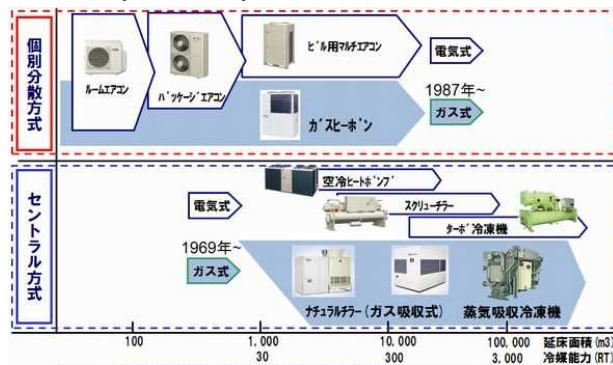 個別分散方式
ルームエアコン
パッケージエアコン
ビル用マルチエアコン
電気式
ガスヒーポン
1987年~
ガス式
セントラル方式
電気式
空冷ヒートポンプ
スクリューチラー
ターボ冷凍機
1969年~
ガス式
ナチュラルチラー(ガス吸収式)
蒸気吸収冷凍機
100 1,000 10,000 100,000 延床面積(m3)
30 300 3,000 冷媒能力(RT)